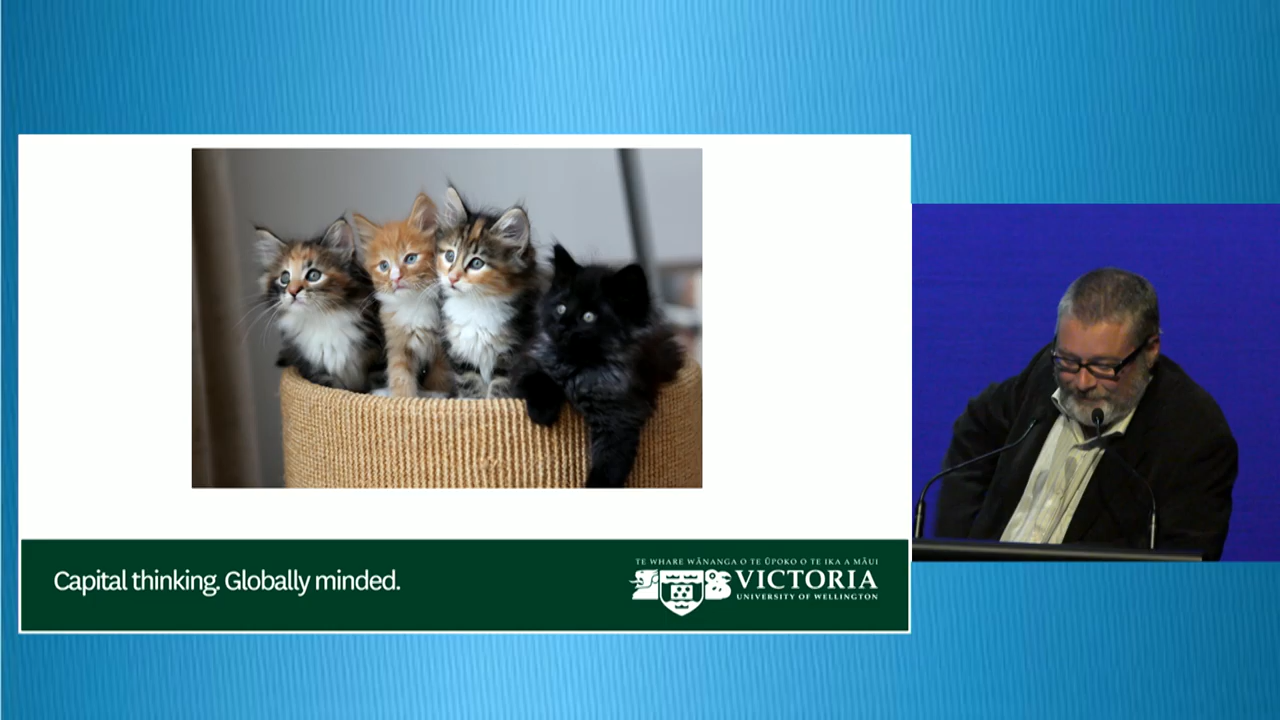 Capital thinking. Globally minded.
TE WHARE WĀNANGA O TE ŪPOKO O TE IKA A MĀUI
VICTORIA
UNIVERSITY OF WELLINGTON